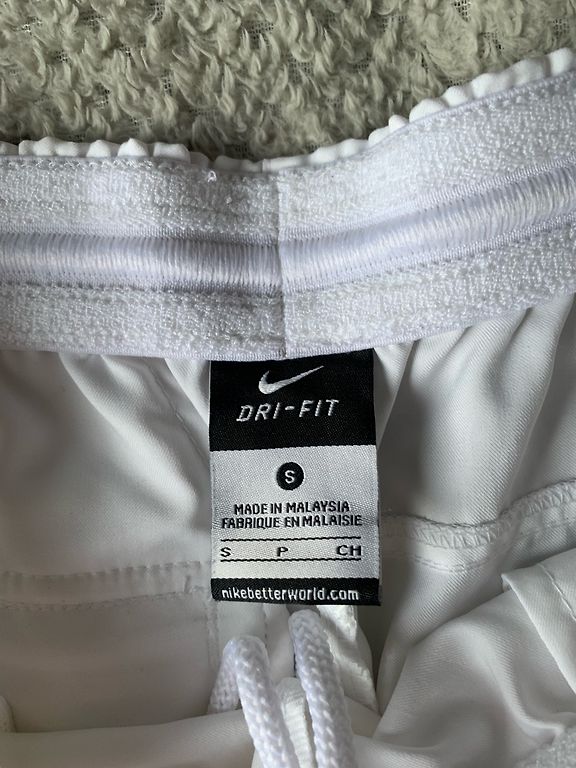 DRI-FIT
S
MADE IN MALAYSIA
FABRIQUE EN MALAISIE
S P CH
nikebetterworld.com